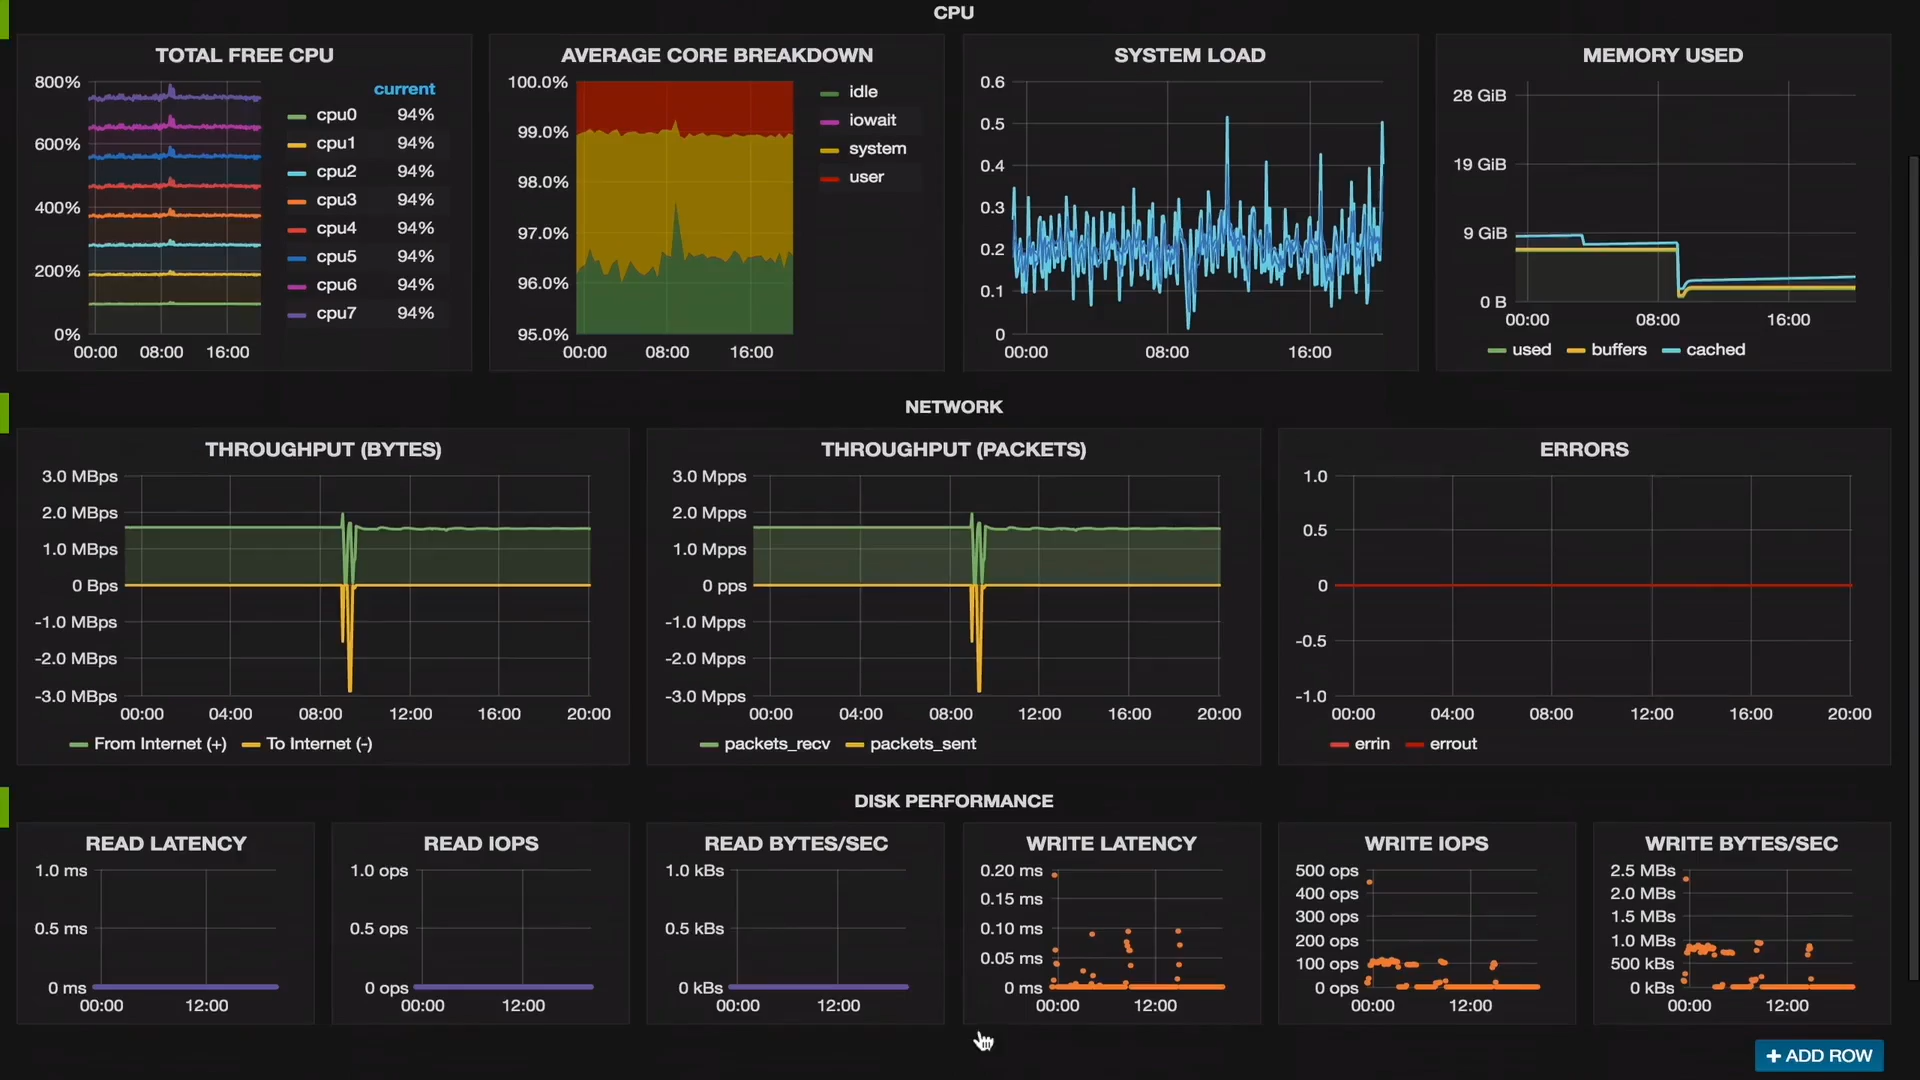 CPU
TOTAL FREE CPU
800%
600%
400%
200%
0%
00:00 08:00 16:00
current
cpu0 94%
cpu1 94%
cpu2 94%
cpu3 94%
cpu4 94%
cpu5 94%
cpu6 94%
cpu7 94%
AVERAGE CORE BREAKDOWN
100.0%
99.0%
98.0%
97.0%
96.0%
95.0%
00:00 08:00 16:00
idle
iowait
system
user
SYSTEM LOAD
0.6
0.5
0.4
0.3
0.2
0.1
0
00:00 08:00 16:00
MEMORY USED
28 GiB
19 GiB
9 GiB
0 B
00:00 08:00 16:00
used buffers cached
NETWORK
THROUGHPUT (BYTES)
3.0 MBps
2.0 MBps
1.0 MBps
0 Bps
-1.0 MBps
-2.0 MBps
-3.0 MBps
00:00 04:00 08:00 12:00 16:00 20:00
From Internet (+) To Internet (-)
THROUGHPUT (PACKETS)
3.0 Mpps
2.0 Mpps
1.0 Mpps
0 pps
-1.0 Mpps
-2.0 Mpps
-3.0 Mpps
00:00 04:00 08:00 12:00 16:00 20:00
packets_recv packets_sent
ERRORS
1.0
0.5
0
-0.5
-1.0
00:00 04:00 08:00 12:00 16:00 20:00
errin errout
DISK PERFORMANCE
READ LATENCY
1.0 ms
0.5 ms
0 ms
00:00 12:00
READ IOPS
1.0 ops
0.5 ops
0 ops
00:00 12:00
READ BYTES/SEC
1.0 kBs
0.5 kBs
0 kBs
00:00 12:00
WRITE LATENCY
0.20 ms
0.15 ms
0.10 ms
0.05 ms
0 ms
00:00 12:00
WRITE IOPS
500 ops
400 ops
300 ops
200 ops
100 ops
0 ops
00:00 12:00
WRITE BYTES/SEC
2.5 MBs
2.0 MBs
1.5 MBs
1.0 MBs
500 kBs
0 kBs
00:00 12:00
+ ADD ROW